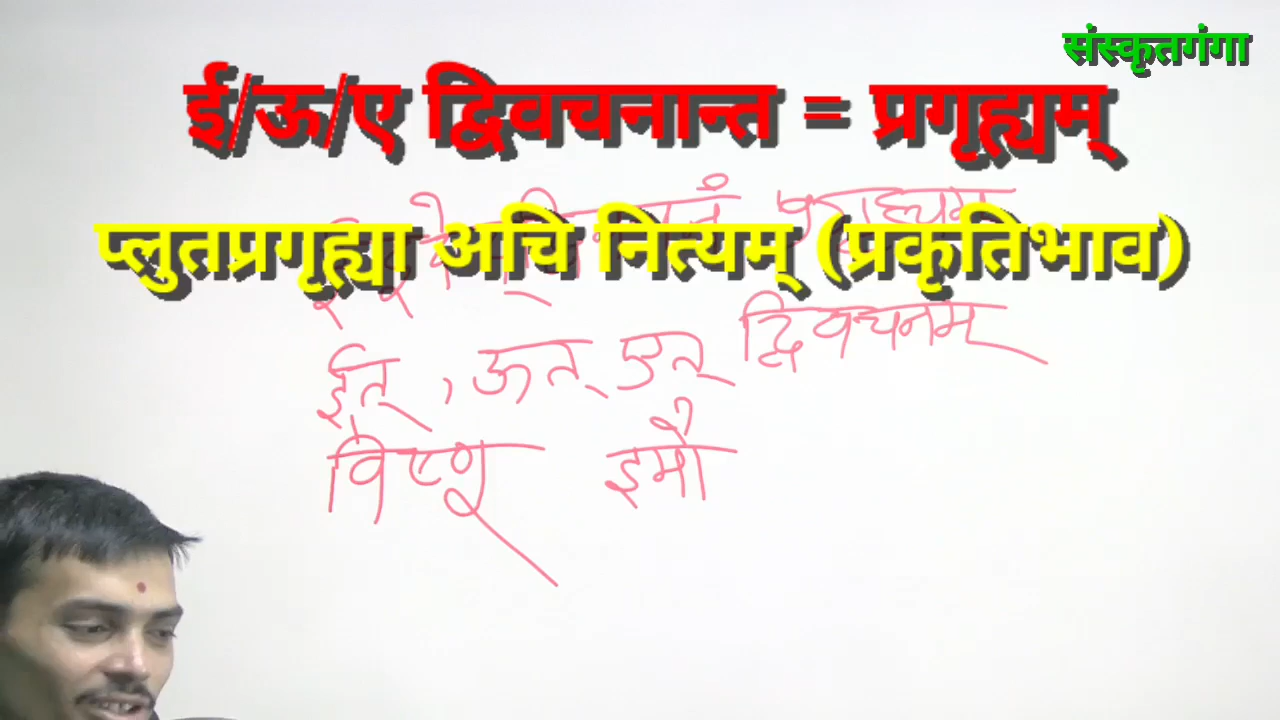 संस्कृतगंगा
ई/ऊ/ए द्विवचनान्त = प्रगृह्यम्
प्लुतप्रगृह्या अचि नित्यम् (प्रकृतिभाव)
ईत् , ऊत् एत् द्विवचनम्
विष्णू इमौ